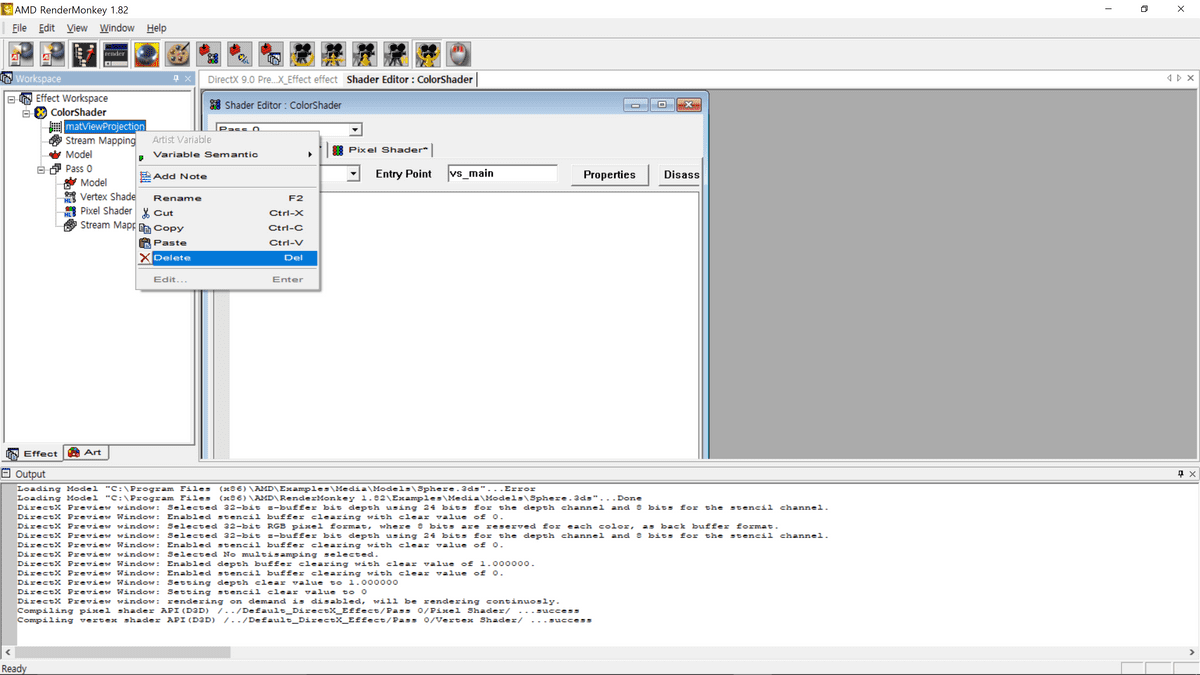 AMD RenderMonkey 1.82
File Edit View Window Help
Workspace
DirectX 9.0 Pre...X_Effect effect Shader Editor : ColorShader
Effect Workspace
ColorShader
matViewProjection
Stream Mapping
Model
Pass 0
Model
Vertex Shade
Pixel Shader
Stream Mapp
Artist Variable
Variable Semantic
Add Note
Rename F2
Cut Ctrl-X
Copy Ctrl-C
Paste Ctrl-V
Delete Del
Edit... Enter
Shader Editor : ColorShader
Pass 0
Pixel Shader*
Entry Point vs_main Properties Disass
Effect Art
Output
Loading Model "C:\Program Files (x86)\AMD\Examples\Media\Models\Sphere.3ds"...Error
Loading Model "C:\Program Files (x86)\AMD\RenderMonkey 1.82\Examples\Media\Models\Sphere.3ds"...Done
DirectX Preview window: Selected 32-bit z-buffer bit depth using 24 bits for the depth channel and 8 bits for the stencil channel.
DirectX Preview Window: Enabled stencil buffer clearing with clear value of 0.
DirectX Preview window: Selected 32-bit RGB pixel format, where 8 bits are reserved for each color, as back buffer format.
DirectX Preview window: Selected 32-bit z-buffer bit depth using 24 bits for the depth channel and 8 bits for the stencil channel.
DirectX Preview Window: Enabled stencil buffer clearing with clear value of 0.
DirectX Preview window: Selected No multisamping selected.
DirectX Preview Window: Enabled depth buffer clearing with clear value of 1.000000.
DirectX Preview Window: Enabled stencil buffer clearing with clear value of 0.
DirectX Preview Window: Setting depth clear value to 1.000000
DirectX Preview Window: Setting stencil clear value to 0
DirectX Preview window: rendering on demand is disabled, will be rendering continuosly.
Compiling pixel shader API(D3D) /../Default_DirectX_Effect/Pass 0/Pixel Shader/ ...success
Compiling vertex shader API(D3D) /../Default_DirectX_Effect/Pass 0/Vertex Shader/ ...success
Ready